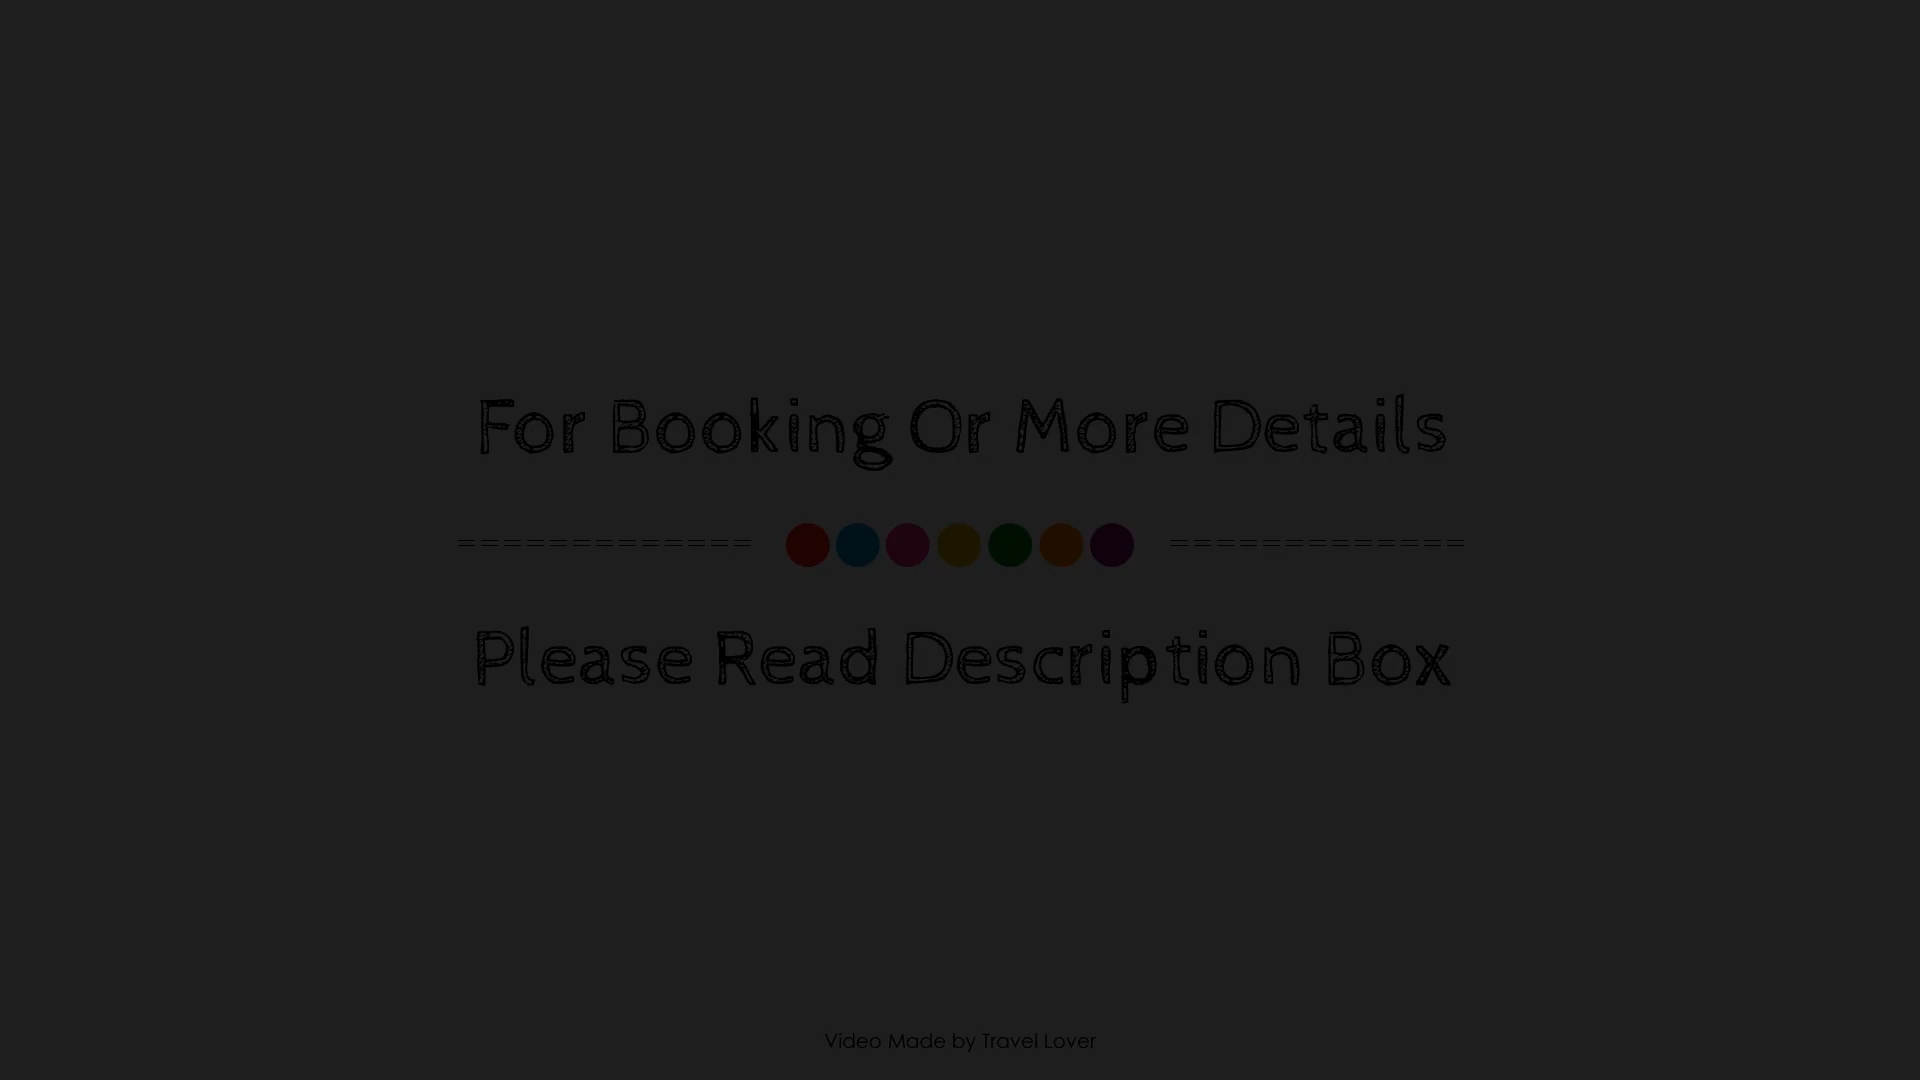 For Booking Or More Details
============= =============
Please Read Description Box
Video Made by Travel Lover